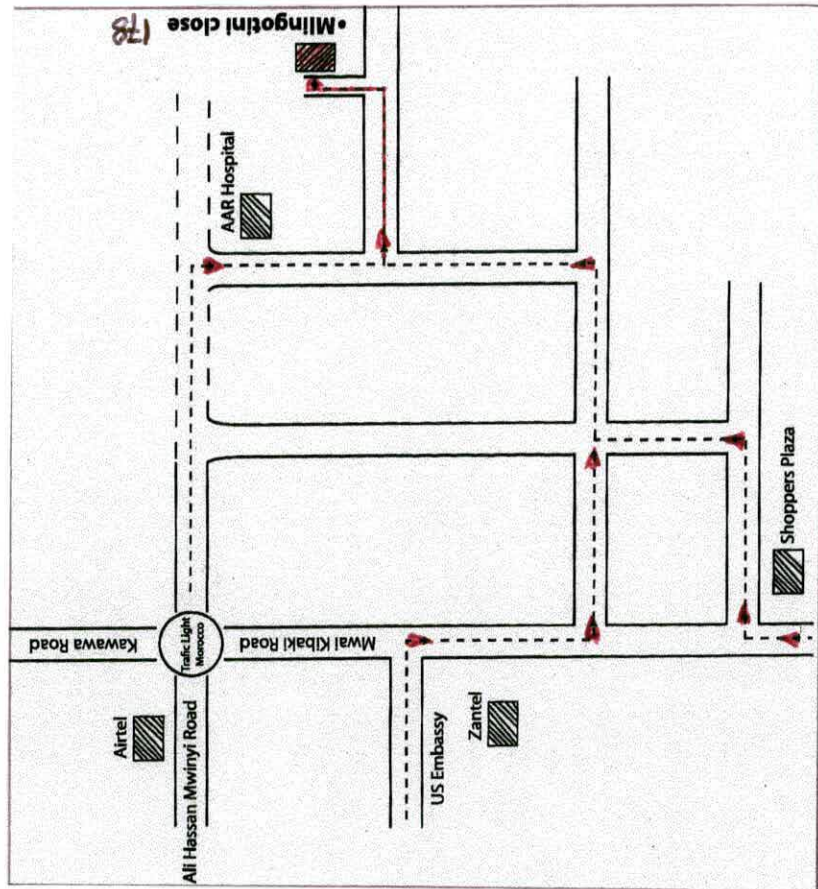 178
• Mlingotini close
AAR Hospital
Kawawa Road
Trafic Light
Morocco
Mwai Kibaki Road
Airtel
Ali Hassan Mwinyi Road
US Embassy
Zantel
Shoppers Plaza